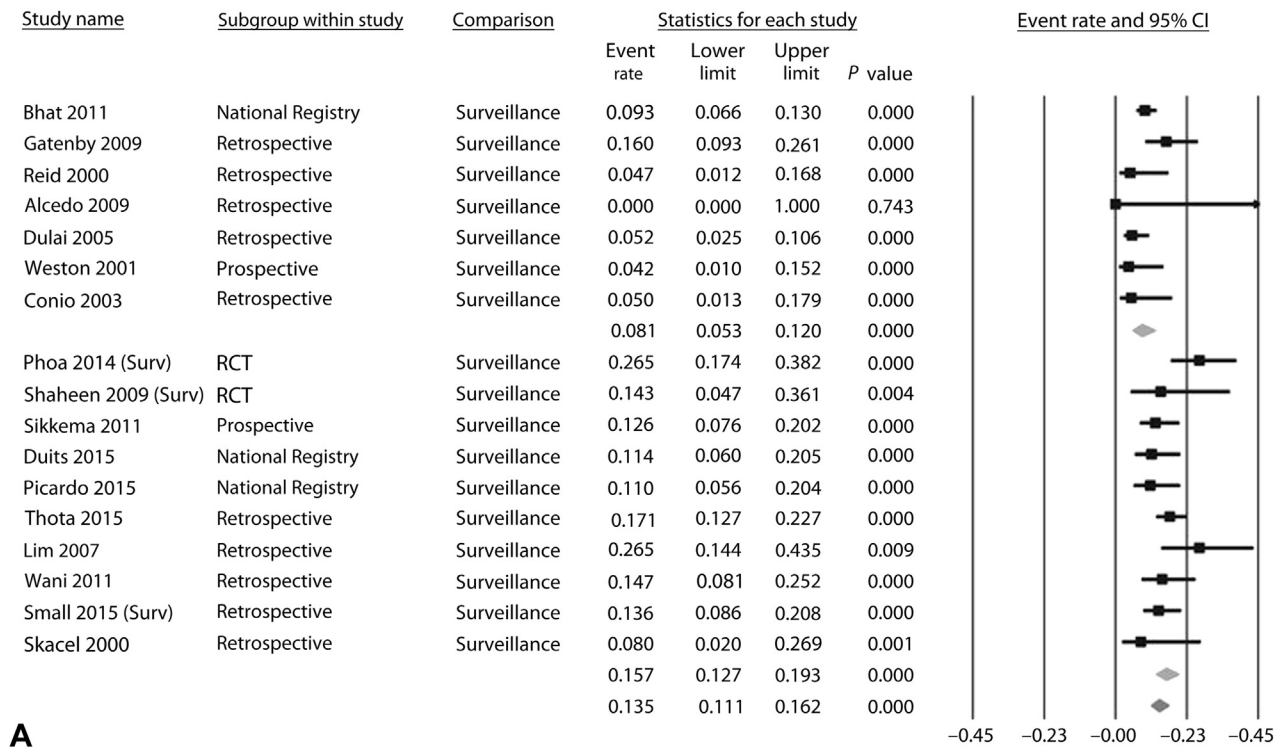 Study name Subgroup within study Comparison Statistics for each study Event rate and 95% CI
Event rate Lower limit Upper limit P value
Bhat 2011 National Registry Surveillance 0.093 0.066 0.130 0.000
Gatenby 2009 Retrospective Surveillance 0.160 0.093 0.261 0.000
Reid 2000 Retrospective Surveillance 0.047 0.012 0.168 0.000
Alcedo 2009 Retrospective Surveillance 0.000 0.000 1.000 0.743
Dulai 2005 Retrospective Surveillance 0.052 0.025 0.106 0.000
Weston 2001 Prospective Surveillance 0.042 0.010 0.152 0.000
Conio 2003 Retrospective Surveillance 0.050 0.013 0.179 0.000
0.081 0.053 0.120 0.000
Phoa 2014 (Surv) RCT Surveillance 0.265 0.174 0.382 0.000
Shaheen 2009 (Surv) RCT Surveillance 0.143 0.047 0.361 0.004
Sikkema 2011 Prospective Surveillance 0.126 0.076 0.202 0.000
Duits 2015 National Registry Surveillance 0.114 0.060 0.205 0.000
Picardo 2015 National Registry Surveillance 0.110 0.056 0.204 0.000
Thota 2015 Retrospective Surveillance 0.171 0.127 0.227 0.000
Lim 2007 Retrospective Surveillance 0.265 0.144 0.435 0.009
Wani 2011 Retrospective Surveillance 0.147 0.081 0.252 0.000
Small 2015 (Surv) Retrospective Surveillance 0.136 0.086 0.208 0.000
Skacel 2000 Retrospective Surveillance 0.080 0.020 0.269 0.001
0.157 0.127 0.193 0.000
0.135 0.111 0.162 0.000
A −0.45 −0.23 −0.00 −0.23 −0.45